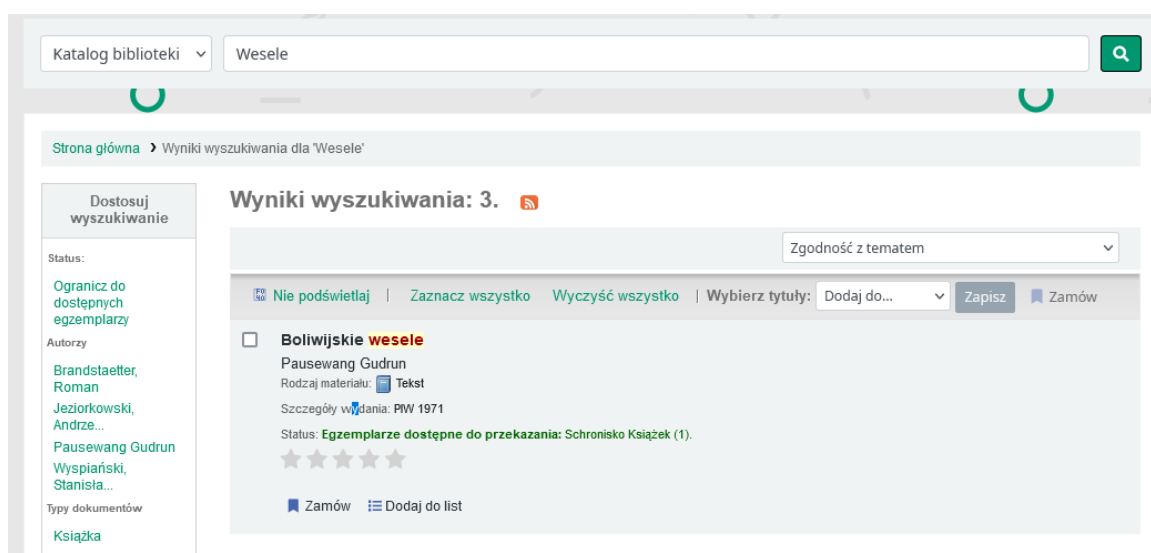 Katalog biblioteki
Wesele
Strona główna › Wyniki wyszukiwania dla 'Wesele'
Dostosuj
wyszukiwanie
Status:
Ogranicz do
dostępnych
egzemplarzy
Autorzy
Brandstaetter,
Roman
Jeziorkowski,
Andrze...
Pausewang Gudrun
Wyspiański,
Stanisła...
Typy dokumentów
Książka
Wyniki wyszukiwania: 3.
Zgodność z tematem
Nie podświetlaj | Zaznacz wszystko Wyczyść wszystko | Wybierz tytuły: Dodaj do... Zapisz Zamów
Boliwijskie wesele
Pausewang Gudrun
Rodzaj materiału: Tekst
Szczegóły wydania: PIW 1971
Status: Egzemplarze dostępne do przekazania: Schronisko Książek (1).
Zamów Dodaj do list